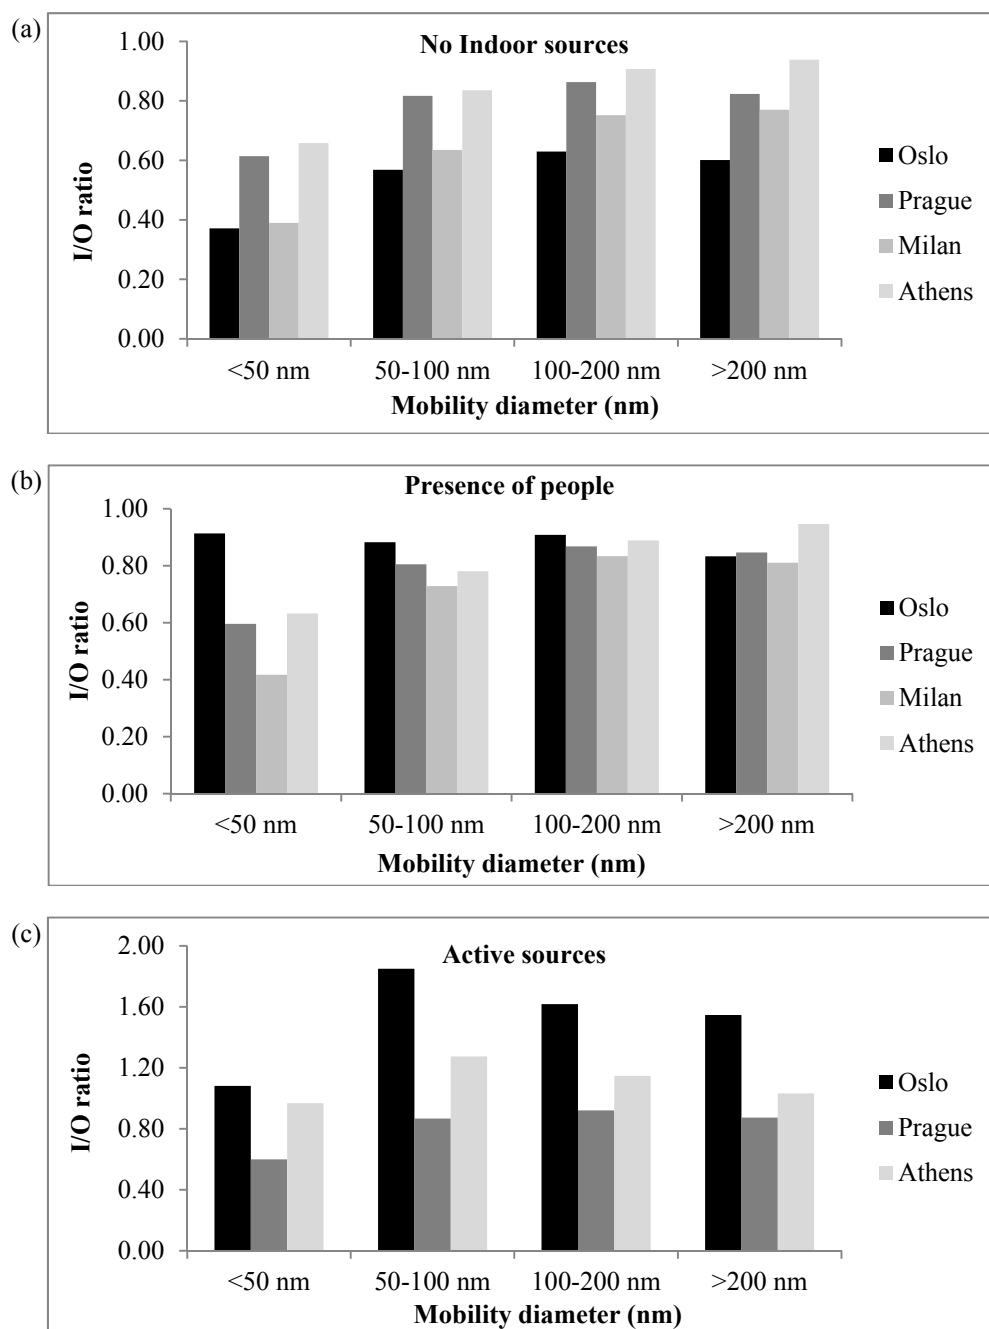 (a)
No Indoor sources
1.00
0.80
0.60
0.40
0.20
0.00
I/O ratio
<50 nm 50-100 nm 100-200 nm >200 nm
Mobility diameter (nm)
Oslo
Prague
Milan
Athens
(b)
Presence of people
1.00
0.80
0.60
0.40
0.20
0.00
I/O ratio
<50 nm 50-100 nm 100-200 nm >200 nm
Mobility diameter (nm)
Oslo
Prague
Milan
Athens
(c)
Active sources
2.00
1.60
1.20
0.80
0.40
0.00
I/O ratio
<50 nm 50-100 nm 100-200 nm >200 nm
Mobility diameter (nm)
Oslo
Prague
Athens